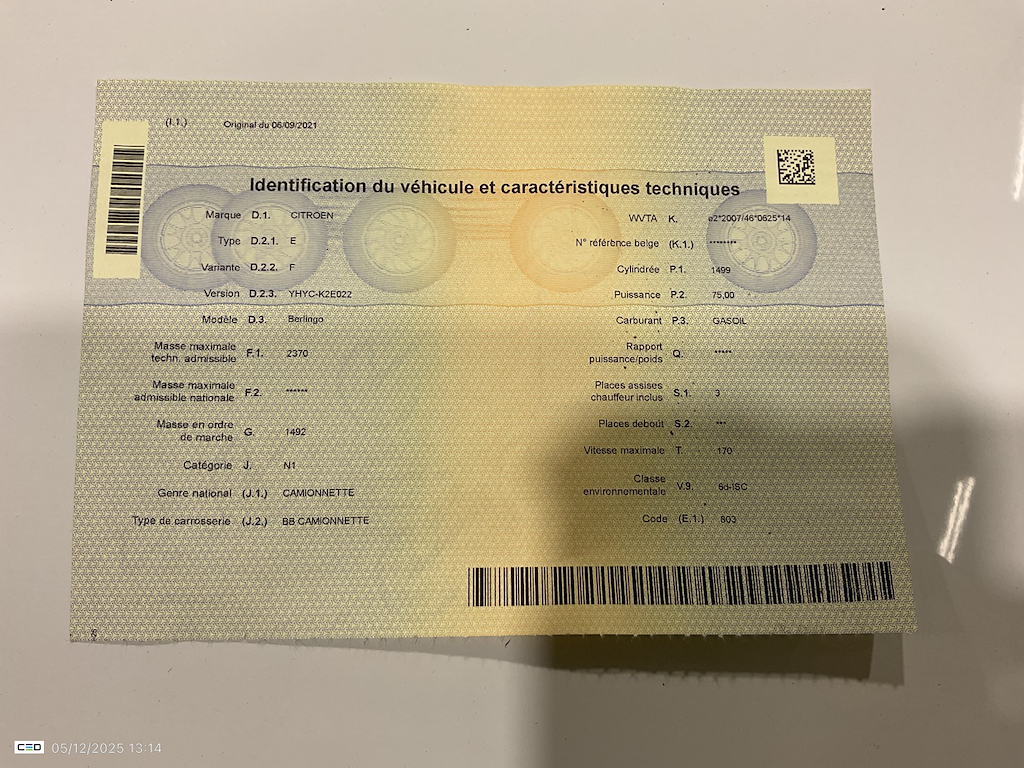 (I.1.) Original du 06/09/2021
Identification du véhicule et caractéristiques techniques
Marque D.1. CITROEN
Type D.2.1. E
Variante D.2.2. F
Version D.2.3. YHYC-K2E022
Modèle D.3. Berlingo
Masse maximale
techn. admissible F.1. 2370
Masse maximale
admissible nationale F.2. ******
Masse en ordre
de marche G. 1492
Catégorie J. N1
Genre national (J.1.) CAMIONNETTE
Type de carrosserie (J.2.) BB CAMIONNETTE
WVTA K. e2*2007/46*0625*14
N° référence belge (K.1.) ********
Cylindrée P.1. 1499
Puissance P.2. 75,00
Carburant P.3. GASOIL
Rapport
puissance/poids Q. *****
Places assises
chauffeur inclus S.1. 3
Places debout S.2. ***
Vitesse maximale T. 170
Classe
environnementale V.9. 6d-ISC
Code (E.1.) 803
CEO 05/12/2025 13:14